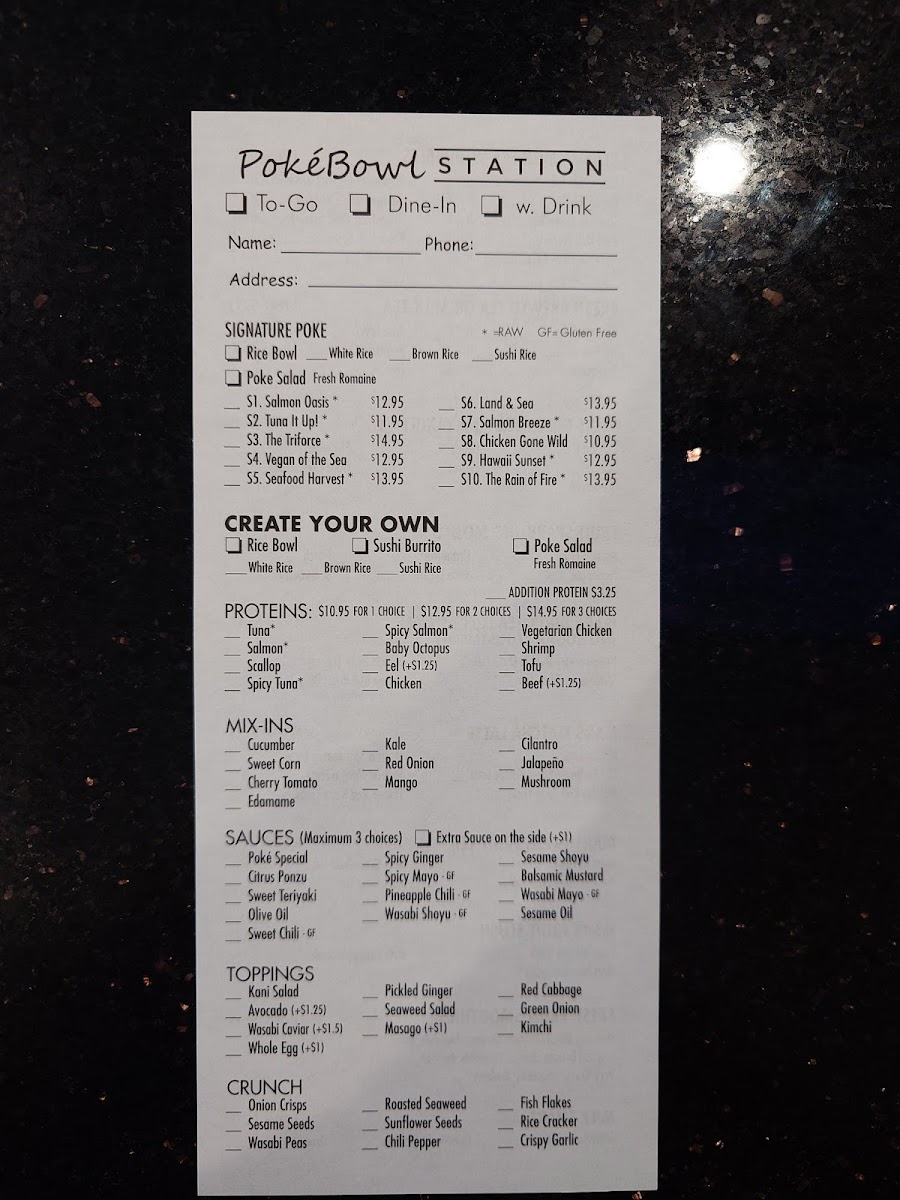 PokéBowl STATION
To-Go Dine-In w. Drink
Name: Phone:
Address:
SIGNATURE POKE * =RAW GF= Gluten Free
Rice Bowl White Rice Brown Rice Sushi Rice
Poke Salad Fresh Romaine
S1. Salmon Oasis * $12.95 S6. Land & Sea $13.95
S2. Tuna It Up! * $11.95 S7. Salmon Breeze * $11.95
S3. The Triforce * $14.95 S8. Chicken Gone Wild $10.95
S4. Vegan of the Sea $12.95 S9. Hawaii Sunset * $12.95
S5. Seafood Harvest * $13.95 S10. The Rain of Fire * $13.95
CREATE YOUR OWN
Rice Bowl Sushi Burrito Poke Salad
White Rice Brown Rice Sushi Rice Fresh Romaine
ADDITION PROTEIN $3.25
PROTEINS: $10.95 FOR 1 CHOICE | $12.95 FOR 2 CHOICES | $14.95 FOR 3 CHOICES
Tuna* Spicy Salmon* Vegetarian Chicken
Salmon* Baby Octopus Shrimp
Scallop Eel (+$1.25) Tofu
Spicy Tuna* Chicken Beef (+$1.25)
MIX-INS
Cucumber Kale Cilantro
Sweet Corn Red Onion Jalapeño
Cherry Tomato Mango Mushroom
Edamame
SAUCES (Maximum 3 choices) Extra Sauce on the side (+$1)
Poké Special Spicy Ginger Sesame Shoyu
Citrus Ponzu Spicy Mayo - GF Balsamic Mustard
Sweet Teriyaki Pineapple Chili - GF Wasabi Mayo - GF
Olive Oil Wasabi Shoyu - GF Sesame Oil
Sweet Chili - GF
TOPPINGS
Kani Salad Pickled Ginger Red Cabbage
Avocado (+$1.25) Seaweed Salad Green Onion
Wasabi Caviar (+$1.5) Masago (+$1) Kimchi
Whole Egg (+$1)
CRUNCH
Onion Crisps Roasted Seaweed Fish Flakes
Sesame Seeds Sunflower Seeds Rice Cracker
Wasabi Peas Chili Pepper Crispy Garlic